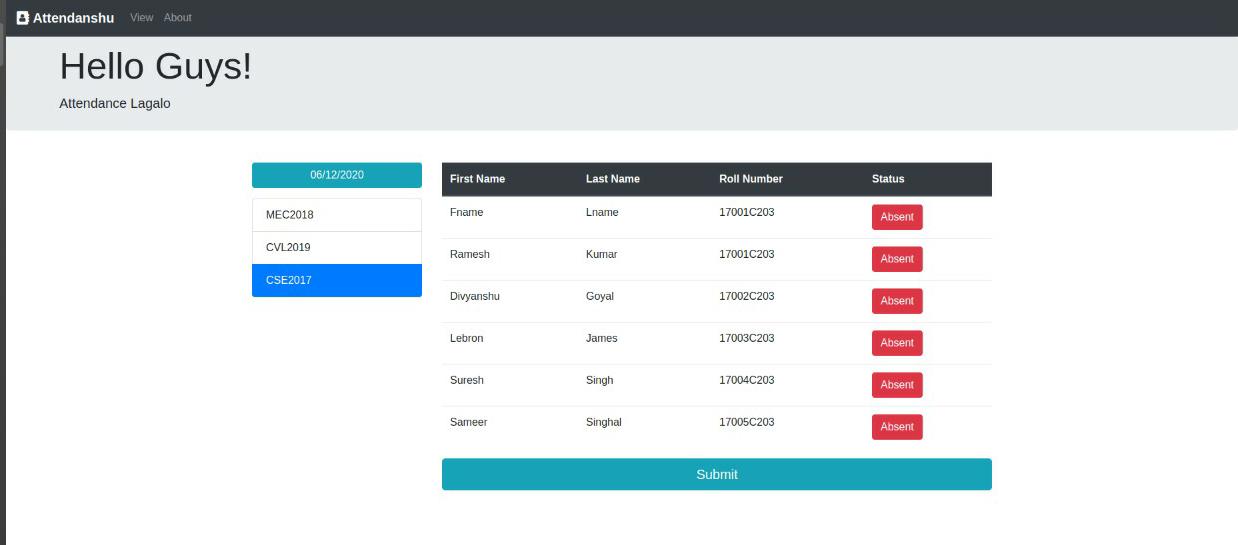 Attendanshu View About
Hello Guys!
Attendance Lagalo
06/12/2020
MEC2018
CVL2019
CSE2017
First Name Last Name Roll Number Status
Fname Lname 17001C203 Absent
Ramesh Kumar 17001C203 Absent
Divyanshu Goyal 17002C203 Absent
Lebron James 17003C203 Absent
Suresh Singh 17004C203 Absent
Sameer Singhal 17005C203 Absent
Submit